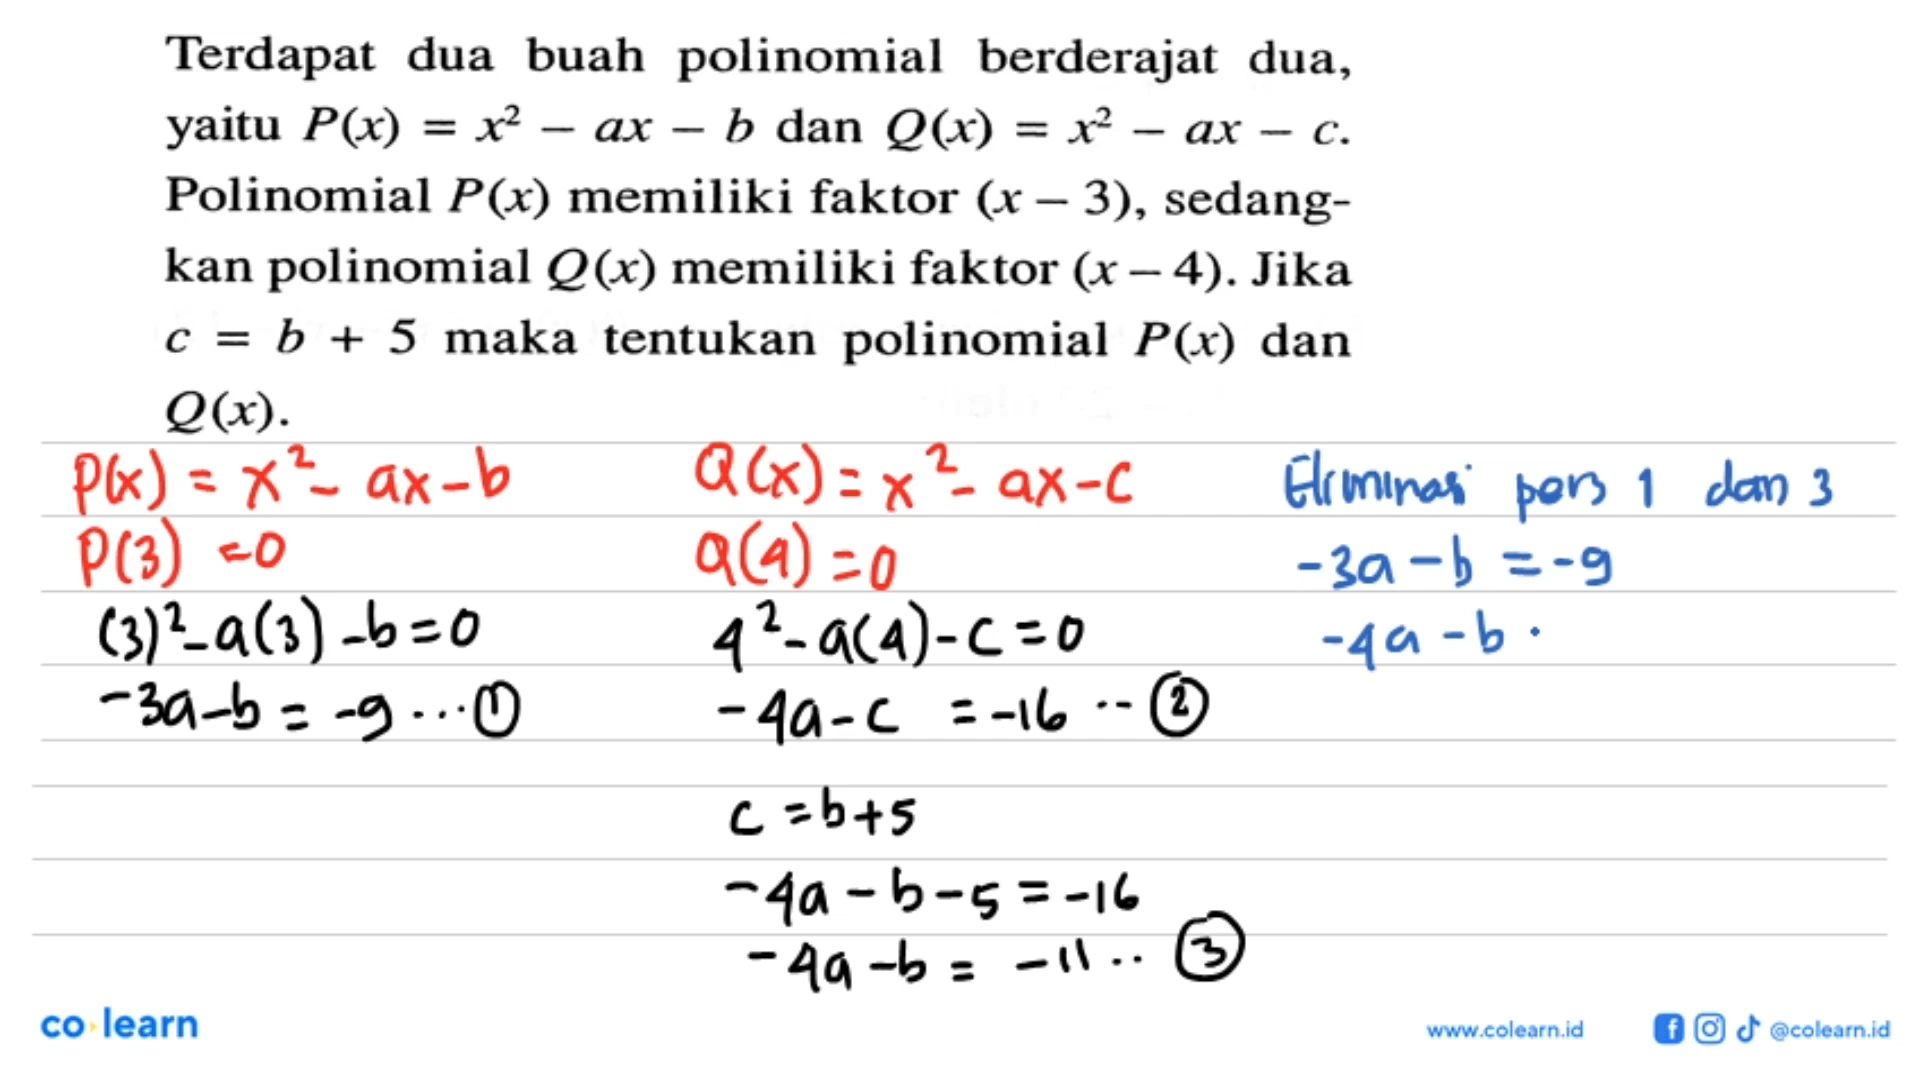 Terdapat dua buah polinomial berderajat dua,
yaitu P(x) = x² − ax − b dan Q(x) = x² − ax − c.
Polinomial P(x) memiliki faktor (x − 3), sedang-
kan polinomial Q(x) memiliki faktor (x − 4). Jika
c = b + 5 maka tentukan polinomial P(x) dan
Q(x).
P(x) = x² - ax - b
P(3) = 0
(3)² - a(3) - b = 0
-3a - b = -9 ... ①
Q(x) = x² - ax - c
Q(4) = 0
4² - a(4) - c = 0
-4a - c = -16 .. ②
c = b + 5
-4a - b - 5 = -16
-4a - b = -11 .. ③
Eliminasi pers 1 dan 3
-3a - b = -9
-4a - b ·
co learn
www.colearn.id
@colearn.id